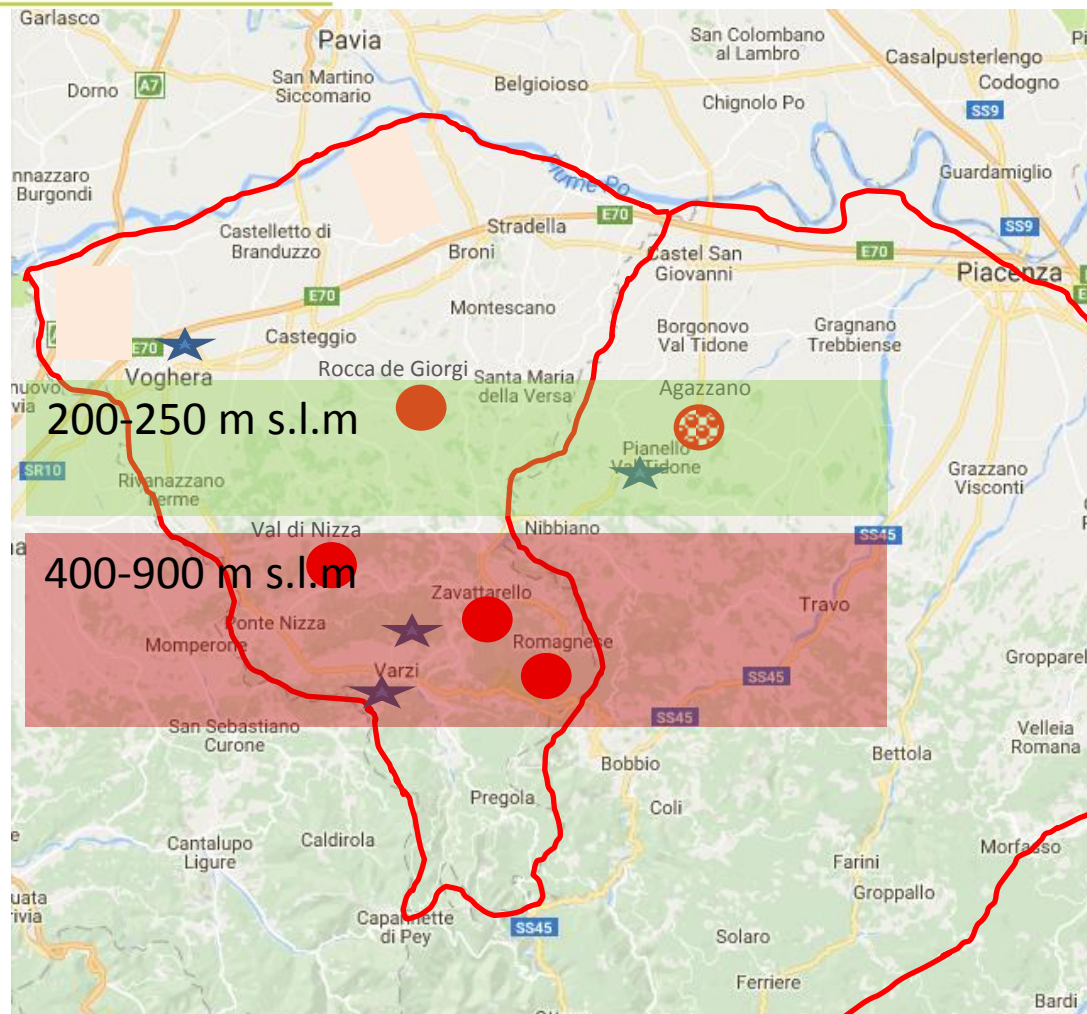 Garlasco
Pavia
San Colombano
al Lambro
Casalpusterlengo
Codogno
Dorno
A7
San Martino
Siccomario
Belgioioso
Chignolo Po
SS9
nnazzaro
Burgondi
Fiume Po
Guardamiglio
Castelletto di
Branduzzo
Stradella
E70
SS9
Broni
Castel San
Giovanni
E70
Piacenza
E70
Montescano
Borgonovo
Val Tidone
Gragnano
Trebbiense
E70
Casteggio
Rocca de Giorgi
Voghera
Santa Maria
della Versa
Agazzano
200-250 m s.l.m
Pianello
Val Tidone
SR10
Rivanazzano
Terme
Grazzano
Visconti
Val di Nizza
Nibbiano
SS45
400-900 m s.l.m
Zavattarello
Travo
Ponte Nizza
Momperone
Romagnese
Varzi
Gropparel
SS45
San Sebastiano
Curone
SS45
Velleia
Romana
Bobbio
Bettola
Pregola
Coli
Cantalupo
Ligure
Caldirola
Morfasso
Farini
Groppallo
Capannette
di Pey
SS45
Solaro
Ferriere
Bardi